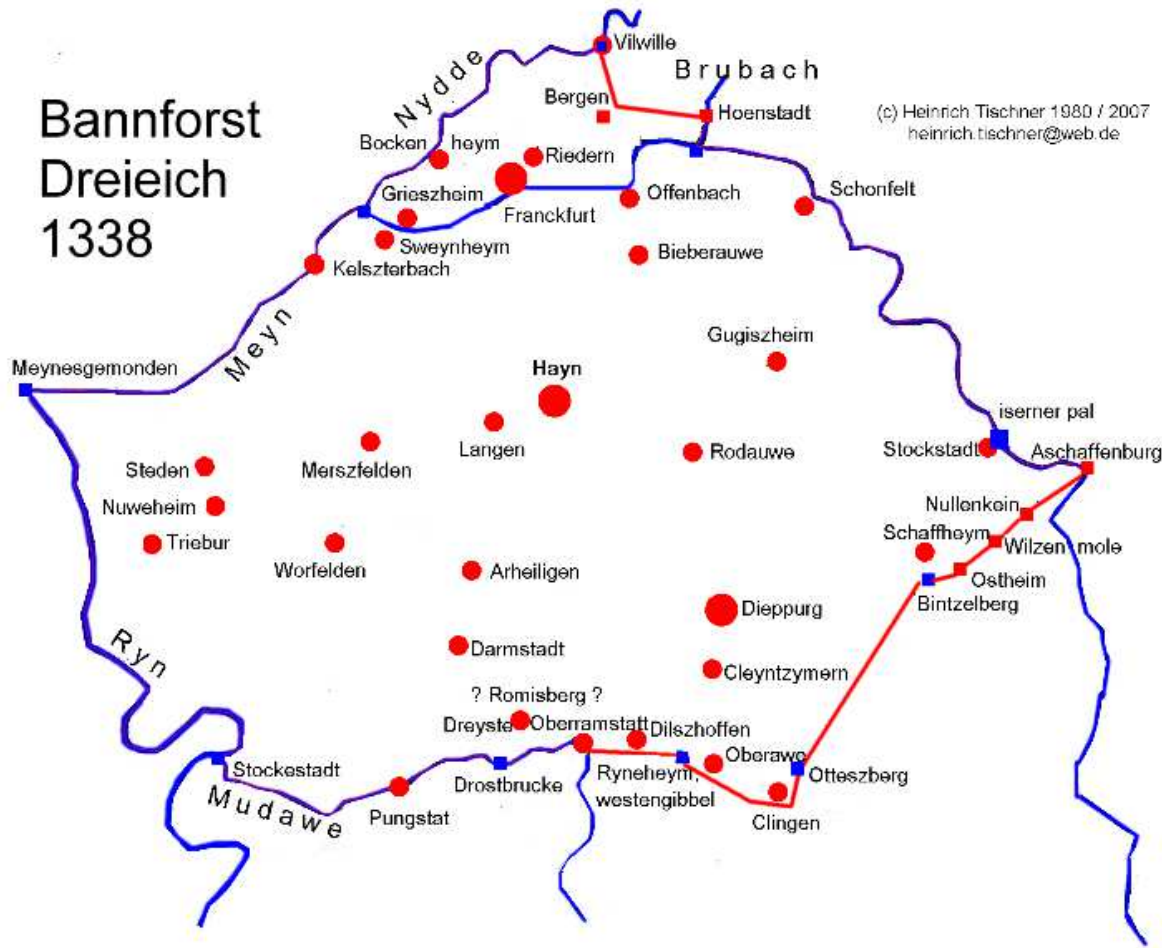 Bannforst
Dreieich
1338
(c) Heinrich Tischner 1980 / 2007
heinrich.tischner@web.de
Vilwille
Nydde
Brubach
Bergen
Hoenstadt
Bocken heym
Riedern
Grieszheim
Offenbach
Schonfelt
Franckfurt
Sweynheym
Bieberauwe
Kelszterbach
Meyn
Gugiszheim
Meynesgemonden
Hayn
iserner pal
Langen
Stockstadt
Aschaffenburg
Merszfelden
Rodauwe
Steden
Nuweheim
Nullenkein
Schaffheym
Triebur
Wilzen mole
Worfelden
Arheiligen
Ostheim
Bintzelberg
Dieppurg
Ryn
Darmstadt
Cleyntzymern
? Romisberg ?
Dreyste
Oberramstatt
Dilszhoffen
Oberawe
Stockestadt
Drostbrucke
Ryneheym,
westengibbel
Otteszberg
Mudawe
Pungstat
Clingen